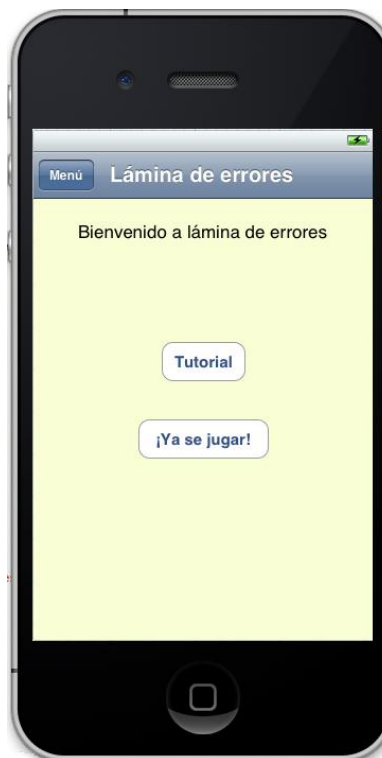 Menú
Lámina de errores
Bienvenido a lámina de errores
Tutorial
¡Ya se jugar!